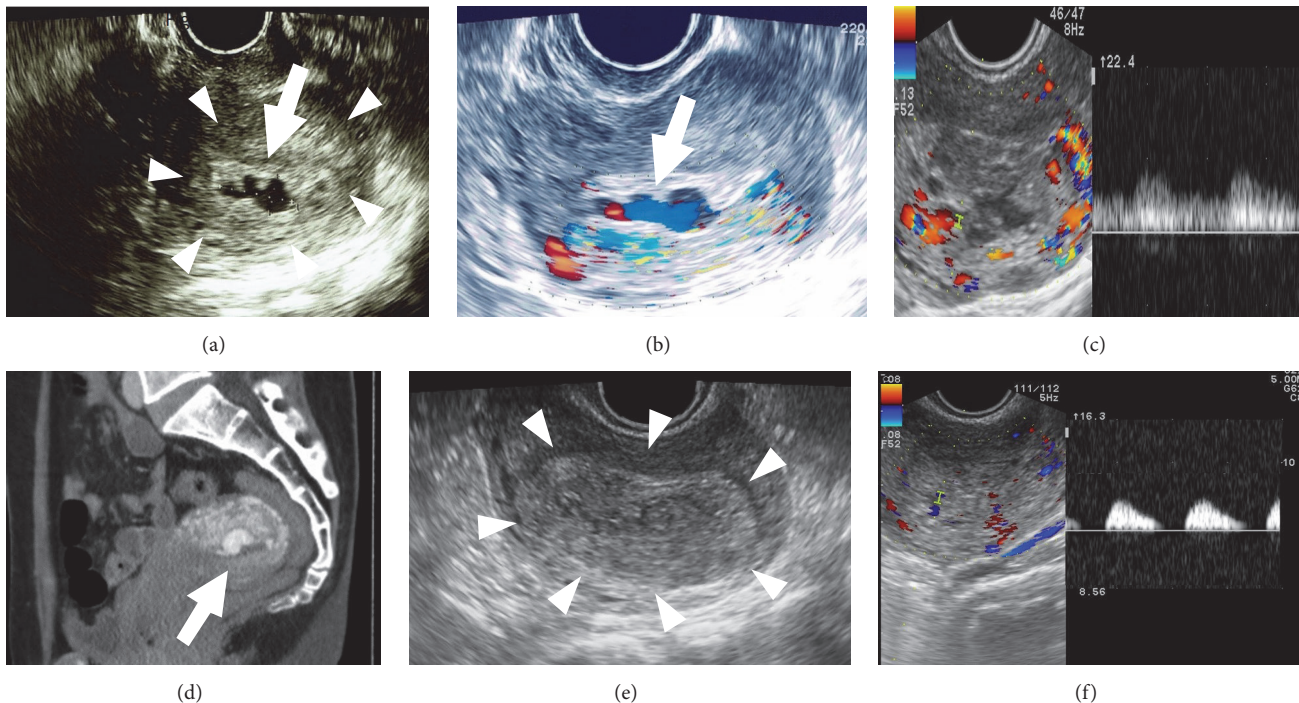 220
2
46/47
8Hz
↑22.4
.13
F52
(a)
(b)
(c)
111/112
5Hz
↑16.3
.08
F52
5.00
10
8.56
(d)
(e)
(f)